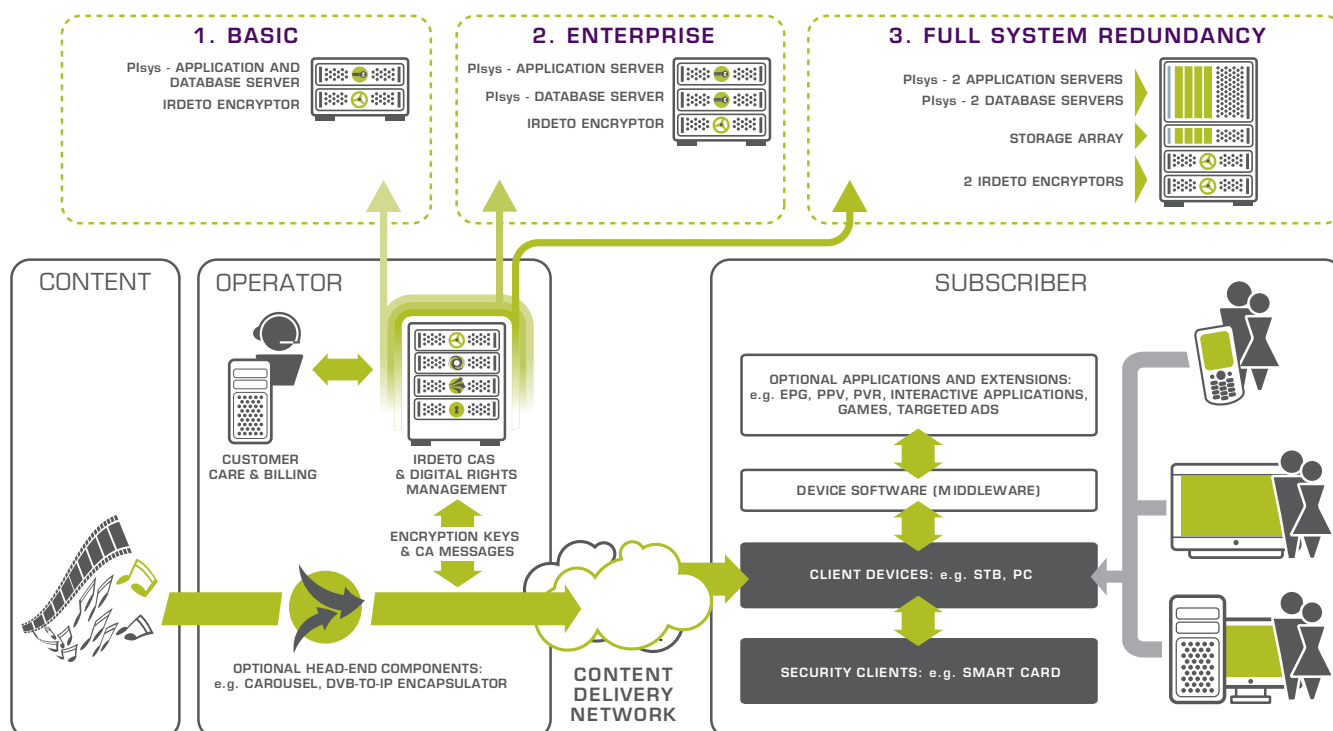 1. BASIC
PIsys - APPLICATION AND
DATABASE SERVER
IRDETO ENCRYPTOR
2. ENTERPRISE
PIsys - APPLICATION SERVER
PIsys - DATABASE SERVER
IRDETO ENCRYPTOR
3. FULL SYSTEM REDUNDANCY
PIsys - 2 APPLICATION SERVERS
PIsys - 2 DATABASE SERVERS
STORAGE ARRAY
2 IRDETO ENCRYPTORS
CONTENT
OPERATOR
CUSTOMER
CARE & BILLING
IRDETO CAS
& DIGITAL RIGHTS
MANAGEMENT
ENCRYPTION KEYS
& CA MESSAGES
OPTIONAL HEAD-END COMPONENTS:
e.g. CAROUSEL, DVB-TO-IP ENCAPSULATOR
CONTENT
DELIVERY
NETWORK
SUBSCRIBER
OPTIONAL APPLICATIONS AND EXTENSIONS:
e.g. EPG, PPV, PVR, INTERACTIVE APPLICATIONS,
GAMES, TARGETED ADS
DEVICE SOFTWARE (MIDDLEWARE)
CLIENT DEVICES: e.g. STB, PC
SECURITY CLIENTS: e.g. SMART CARD